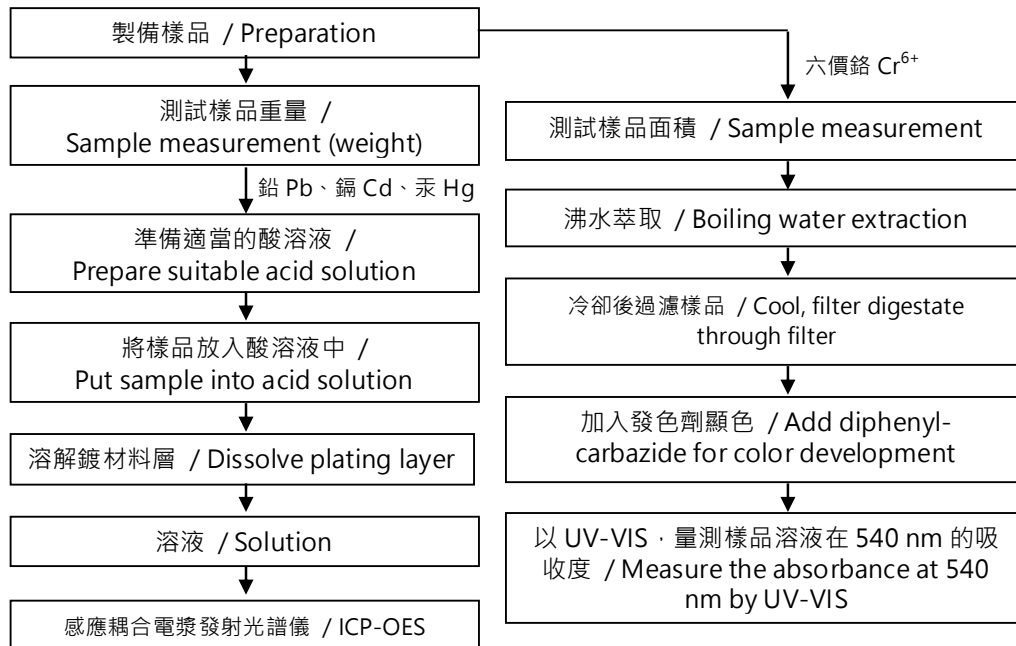 製備樣品 / Preparation
測試樣品重量 /
Sample measurement (weight)
鉛 Pb、鎘 Cd、汞 Hg
準備適當的酸溶液 /
Prepare suitable acid solution
將樣品放入酸溶液中 /
Put sample into acid solution
溶解鍍材料層 / Dissolve plating layer
溶液 / Solution
感應耦合電漿發射光譜儀 / ICP-OES
六價鉻 Cr⁶⁺
測試樣品面積 / Sample measurement
沸水萃取 / Boiling water extraction
冷卻後過濾樣品 / Cool, filter digestate
through filter
加入發色劑顯色 / Add diphenyl-
carbazide for color development
以 UV-VIS,量測樣品溶液在 540 nm 的吸
收度 / Measure the absorbance at 540
nm by UV-VIS